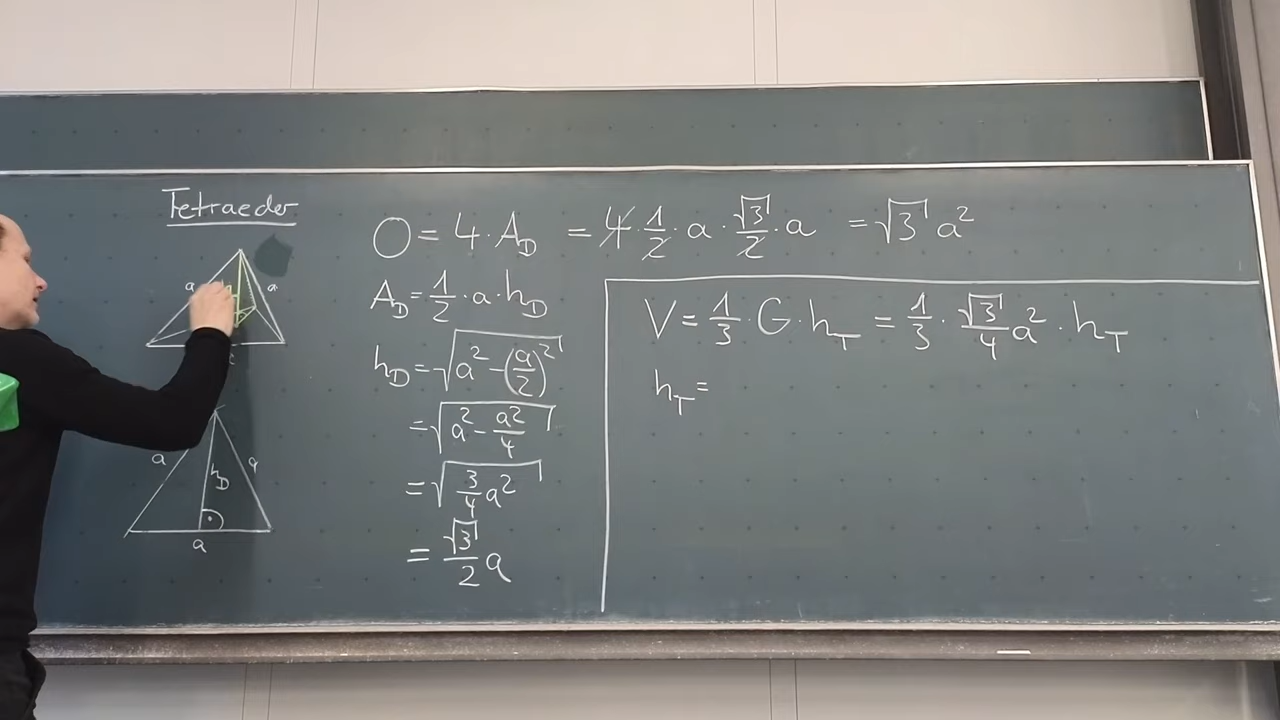 Tetraeder
O = 4 · A_D = 4 · 1/2 · a · √3/2 · a = √3 a²
a a
A_D = 1/2 · a · h_D
h_D = √(a² - (a/2)²)
= √(a² - a²/4)
= √(3/4 a²)
= √3/2 a
V = 1/3 · G · h_T = 1/3 · √3/4 a² · h_T
h_T =
a h_D a
a